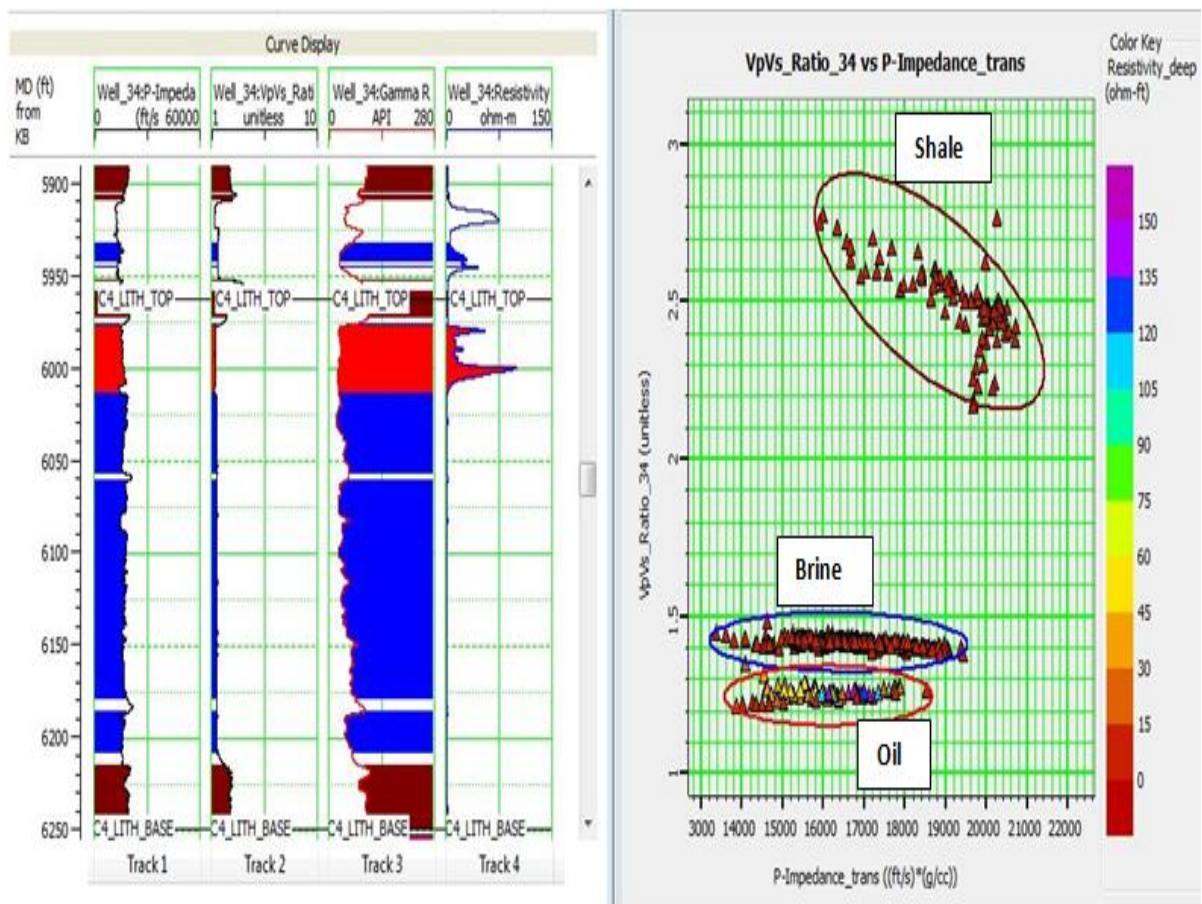 Curve Display
MD (ft)
from
KB
Well_34:P-Impeda
0 (ft/s) 60000
Well_34:VpVs_Rati
1 unitless 10
Well_34:Gamma R
0 API 280
Well_34:Resistivity
0 ohm-m 150
5900
5950
C4_LITH_TOP C4_LITH_TOP C4_LITH_TOP C4_LITH_TOP
6000
6050
6100
6150
6200
6250
C4_LITH_BASE C4_LITH_BASE C4_LITH_BASE C4_LITH_BASE
Track 1 Track 2 Track 3 Track 4
VpVs_Ratio_34 vs P-Impedance_trans
VpVs_Ratio_34 (unitless)
3
2.5
2
1.5
1
Shale
Brine
Oil
3000 14000 15000 16000 17000 18000 19000 20000 21000 22000
P-Impedance_trans ((ft/s)*(g/cc))
Color Key
Resistivity_deep
(ohm-ft)
150
135
120
105
90
75
60
45
30
15
0